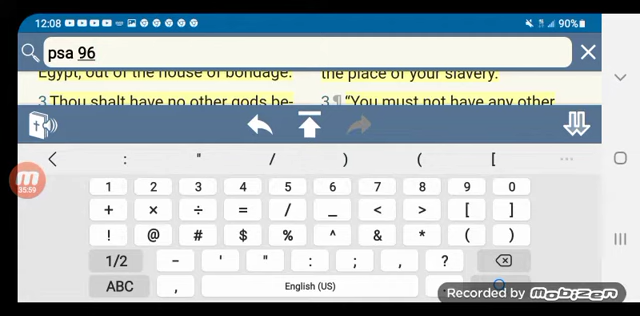 12:08
90%
psa 96
Egypt, out of the house of bondage.
the place of your slavery.
3 Thou shalt have no other gods be-
3 ¶ “You must not have any other
< : " / ) ( [ ...
1 2 3 4 5 6 7 8 9 0
+ × ÷ = / _ < > [ ]
! @ # $ % ^ & * ( )
1/2 - ' " : ; , ?
ABC , English (US) .
35:59
Recorded by MOBIZEN